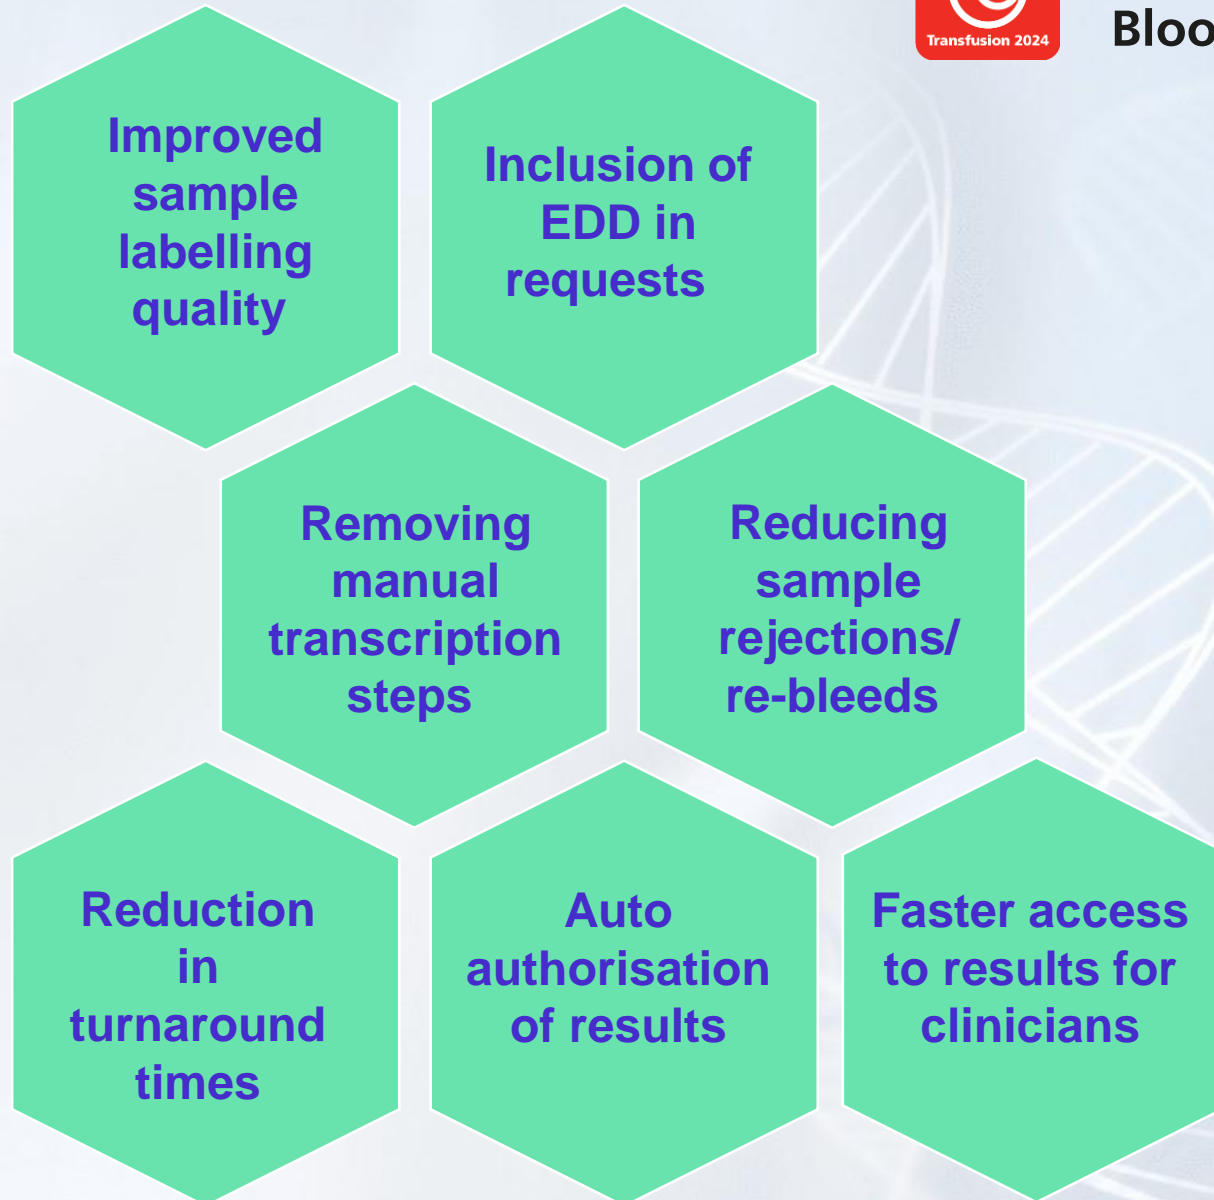 Transfusion 2024
Improved
sample
labelling
quality
Inclusion of
EDD in
requests
Removing
manual
transcription
steps
Reducing
sample
rejections/
re-bleeds
Reduction
in
turnaround
times
Auto
authorisation
of results
Faster access
to results for
clinicians